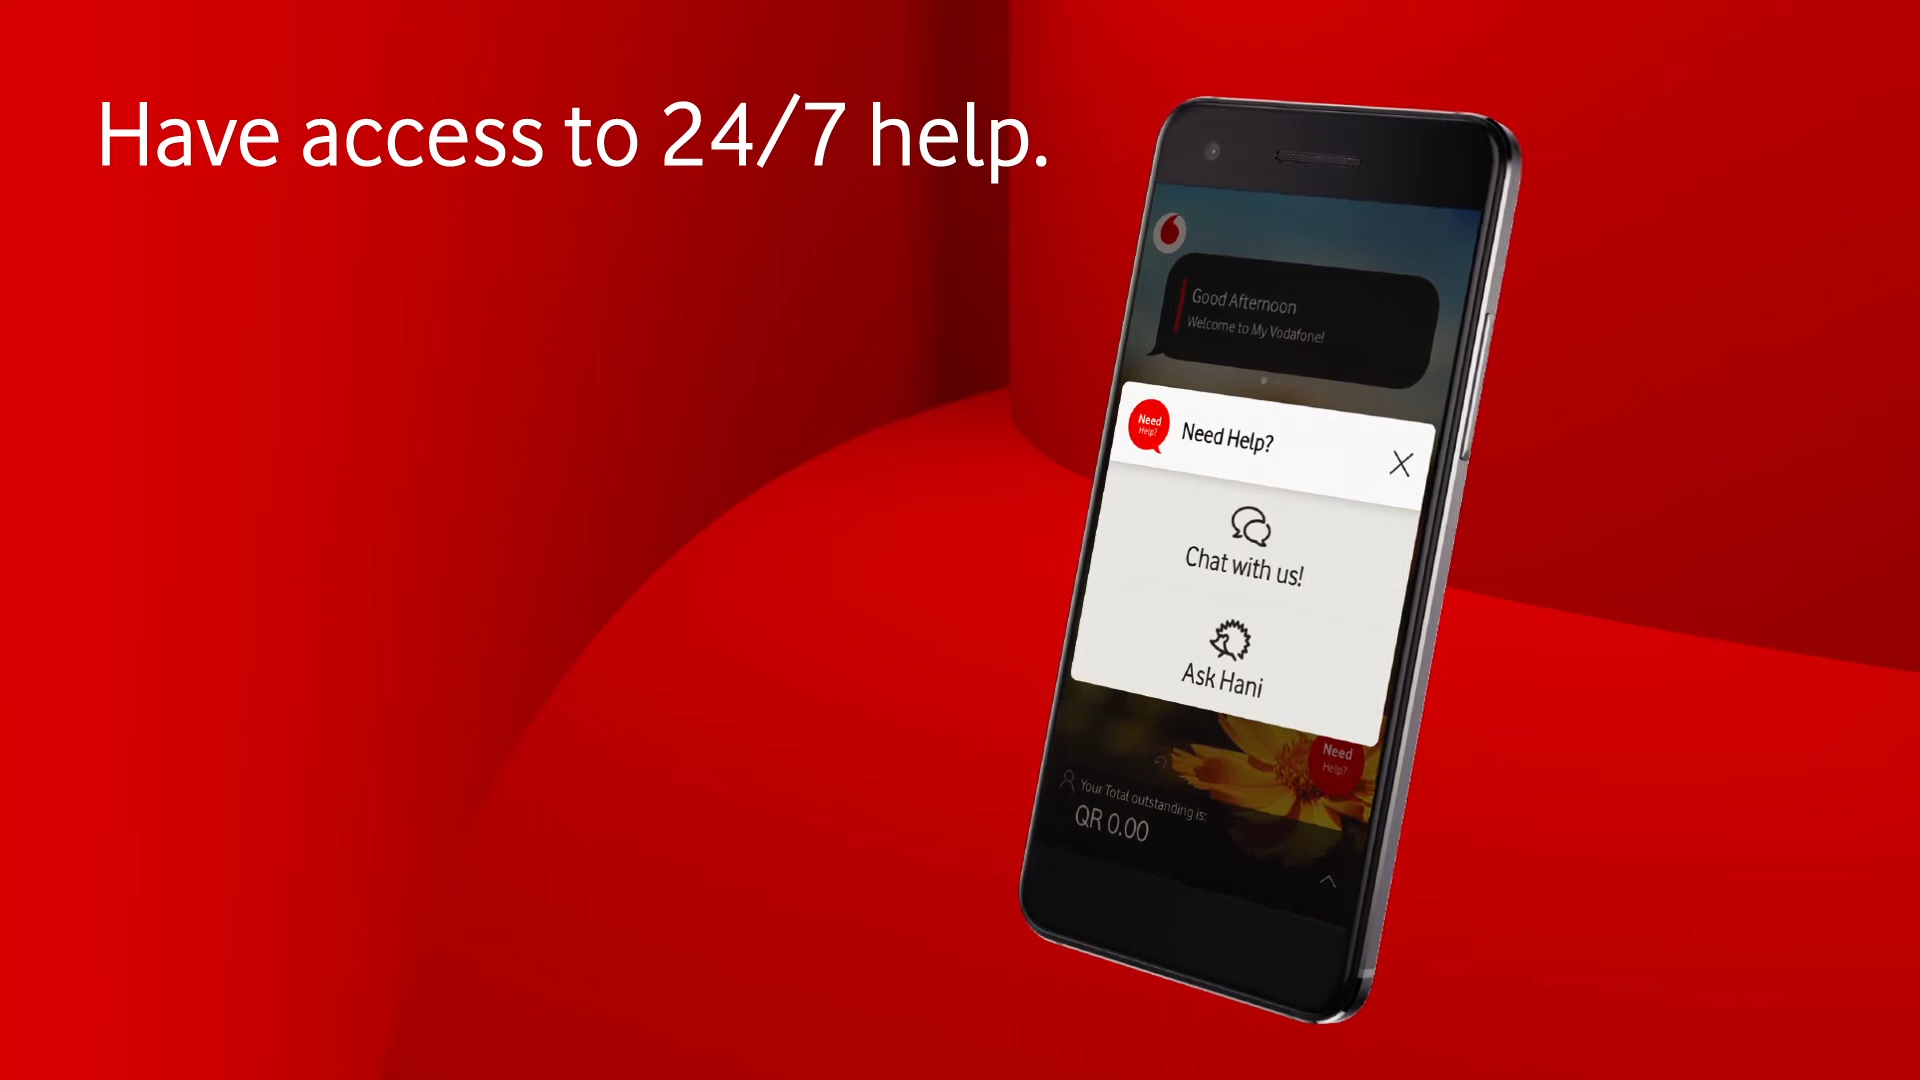 Have access to 24/7 help.
Good Afternoon
Welcome to My Vodafone!
Need
Help?
Need Help?
Chat with us!
Ask Hani
Need
Help?
Your Total outstanding is:
QR 0.00